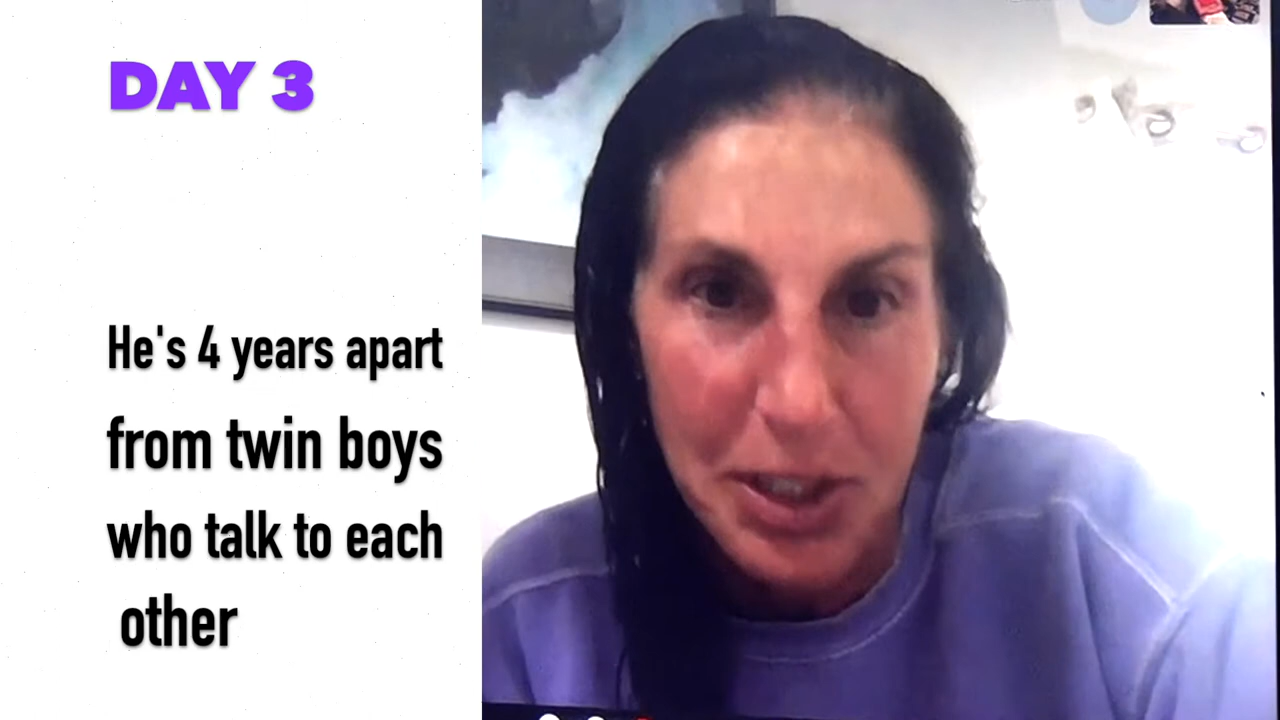 DAY 3
He's 4 years apart
from twin boys
who talk to each
other